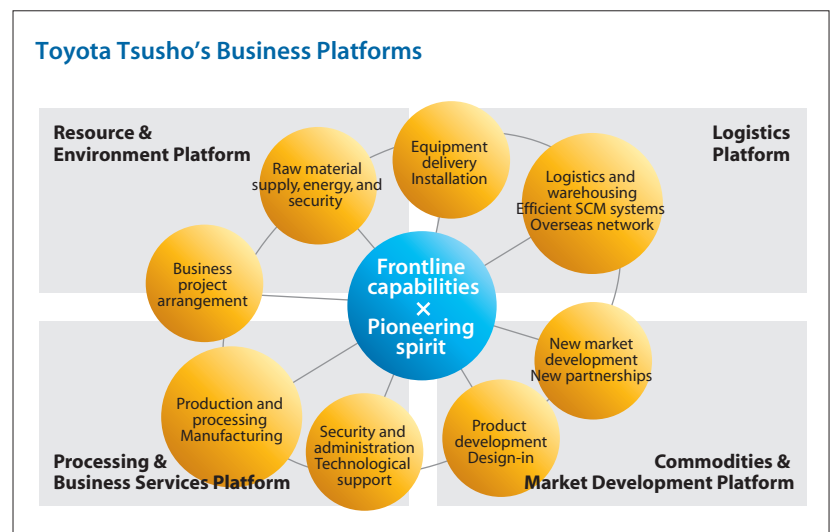 Toyota Tsusho's Business Platforms
Resource &
Environment Platform
Logistics
Platform
Equipment
delivery
Installation
Raw material
supply, energy, and
security
Logistics and
warehousing
Efficient SCM systems
Overseas network
Business
project
arrangement
Frontline
capabilities
×
Pioneering
spirit
New market
development
New partnerships
Production and
processing
Manufacturing
Security and
administration
Technological
support
Product
development
Design-in
Processing &
Business Services Platform
Commodities &
Market Development Platform